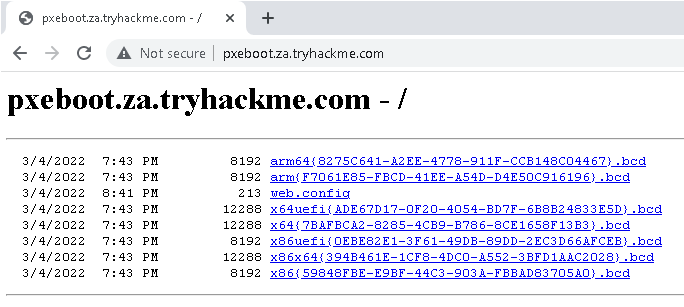 pxeboot.za.tryhackme.com - /
Not secure | pxeboot.za.tryhackme.com
pxeboot.za.tryhackme.com - /
3/4/2022 7:43 PM 8192 arm64{8275C641-A2EE-4778-911F-CCB148C04467}.bcd
3/4/2022 7:43 PM 8192 arm{F7061E85-FBCD-41EE-A54D-D4E50C916196}.bcd
3/4/2022 8:41 PM 213 web.config
3/4/2022 7:43 PM 12288 x64uefi{ADE67D17-0F20-4054-BD7F-6B8B24833E5D}.bcd
3/4/2022 7:43 PM 12288 x64{7BAFBCA2-8285-4CB9-B786-8CE1658F13B3}.bcd
3/4/2022 7:43 PM 8192 x86uefi{0EBE82E1-3F61-49DB-89DD-2EC3D66AFCEB}.bcd
3/4/2022 7:43 PM 12288 x86x64{394B461E-1CF8-4DC0-A552-3BFD1AAC2028}.bcd
3/4/2022 7:43 PM 8192 x86{59848FBE-E9BF-44C3-903A-FBBAD83705A0}.bcd